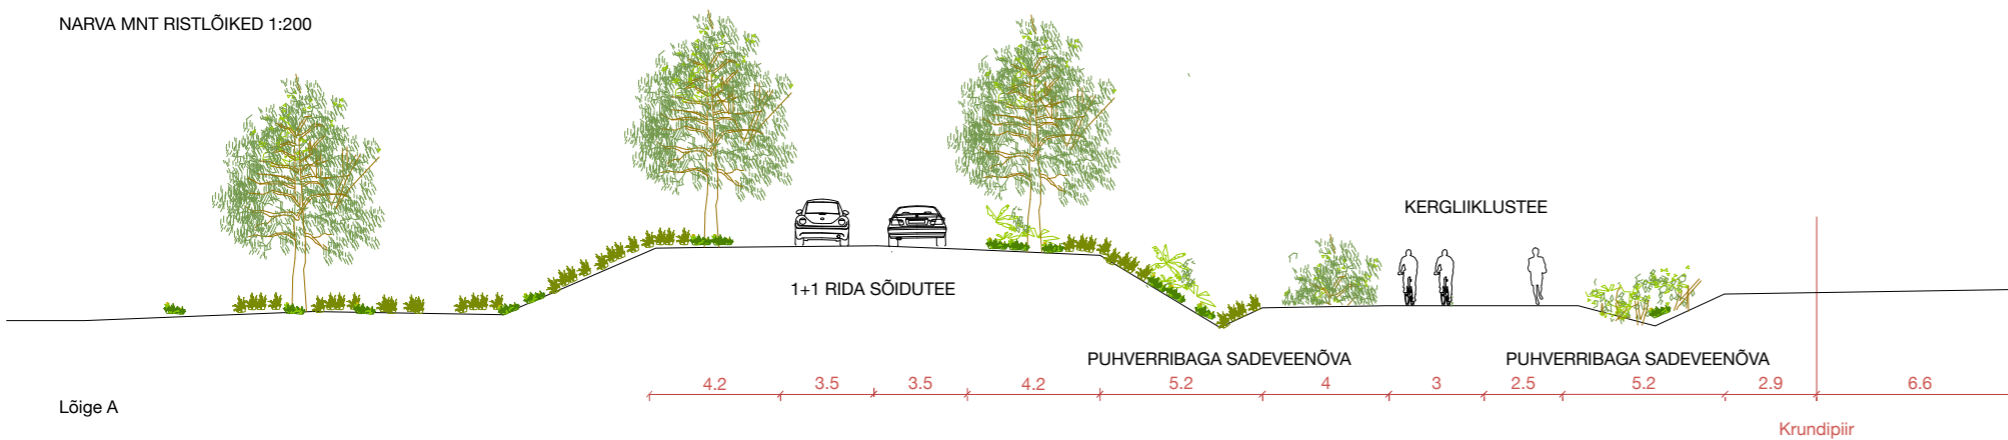 NARVA MNT RISTLÕIKED 1:200
KERGLIIKLUSTEE
1+1 RIDA SÕIDUTEE
PUHVERRIBAGA SADEVEENÕVA
PUHVERRIBAGA SADEVEENÕVA
4.2 3.5 3.5 4.2 5.2 4 3 2.5 5.2 2.9 6.6
Lõige A
Krundipiir